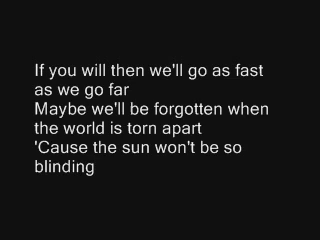 If you will then we'll go as fast
as we go far
Maybe we'll be forgotten when
the world is torn apart
'Cause the sun won't be so
blinding